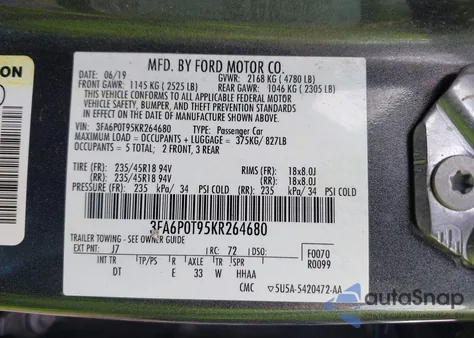 MFD. BY FORD MOTOR CO.
06/19 GVWR: 2168 KG ( 4780 LB)
FRONT GAWR: 1145 KG ( 2525 LB) REAR GAWR: 1046 KG ( 2305 LB)
THIS VEHICLE CONFORMS TO ALL APPLICABLE FEDERAL MOTOR
VEHICLE SAFETY, BUMPER, AND THEFT PREVENTION STANDARDS IN
EFFECT ON THE DATE OF MANUFACTURE SHOWN ABOVE.
VIN: 3FA6P0T95KR264680 TYPE: Passenger Car
MAXIMUM LOAD = OCCUPANTS + LUGGAGE = 375KG/ 827LB
OCCUPANTS = 5 TOTAL; 2 FRONT, 3 REAR
TIRE (FR): 235/45R18 94V RIMS (FR): 18x8.0J
(RR): 235/45R18 94V (RR): 18x8.0J
PRESSURE (FR): 235 kPa/ 34 PSI COLD (RR): 235 kPa/ 34 PSI COLD
3FA6P0T95KR264680
TRAILER TOWING - SEE OWNER GUIDE
EXT PNT: J7 RC: 72 DSO: F0070
R0099
INT TR TP/PS R AXLE TR SPR
DT E 33 W HHAA
CMC 5U5A-5420472-AA
ON
autoSnap